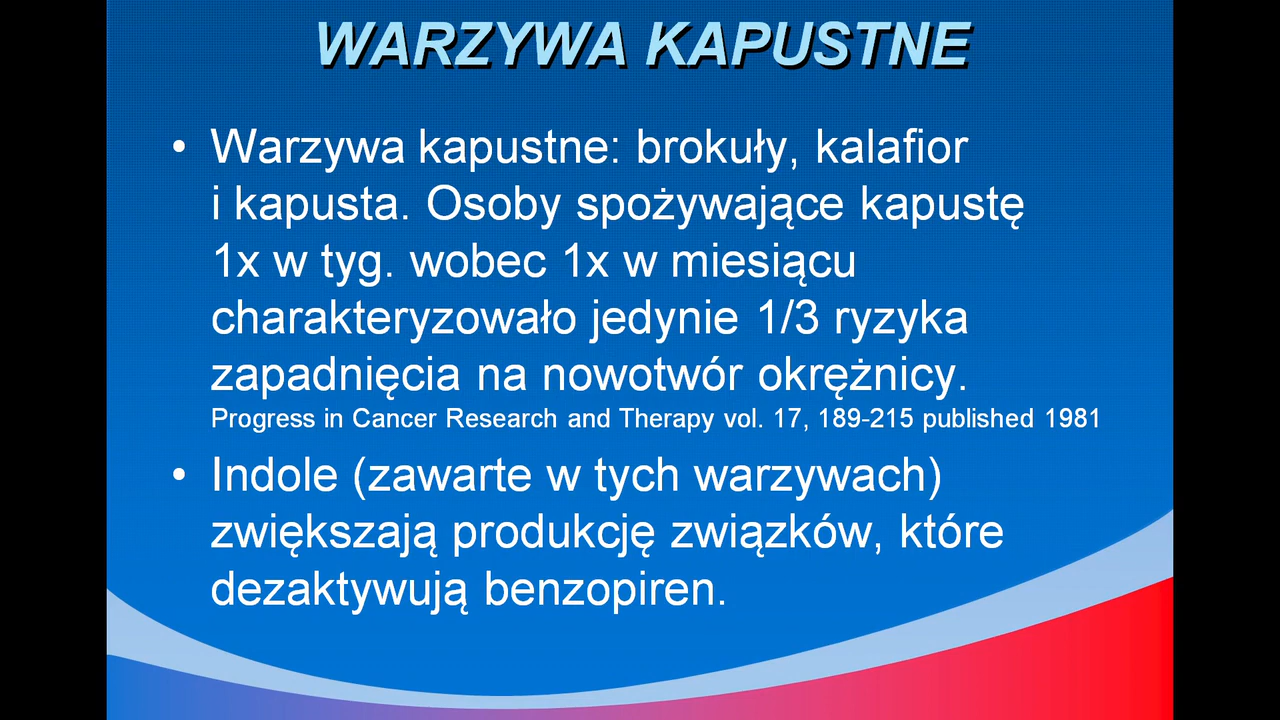 WARZYWA KAPUSTNE
• Warzywa kapustne: brokuły, kalafior
i kapusta. Osoby spożywające kapustę
1x w tyg. wobec 1x w miesiącu
charakteryzowało jedynie 1/3 ryzyka
zapadnięcia na nowotwór okrężnicy.
Progress in Cancer Research and Therapy vol. 17, 189-215 published 1981
• Indole (zawarte w tych warzywach)
zwiększają produkcję związków, które
dezaktywują benzopiren.